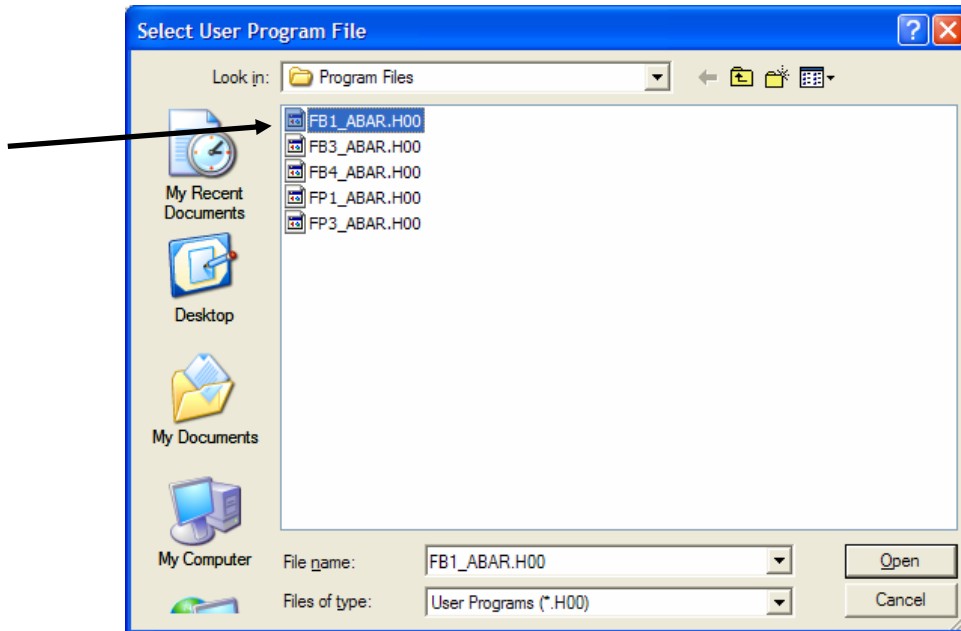 Select User Program File
Look in:
Program Files
FB1_ABAR.H00
FB3_ABAR.H00
FB4_ABAR.H00
FP1_ABAR.H00
FP3_ABAR.H00
My Recent
Documents
Desktop
My Documents
My Computer
File name:
FB1_ABAR.H00
Open
Files of type:
User Programs (*.H00)
Cancel